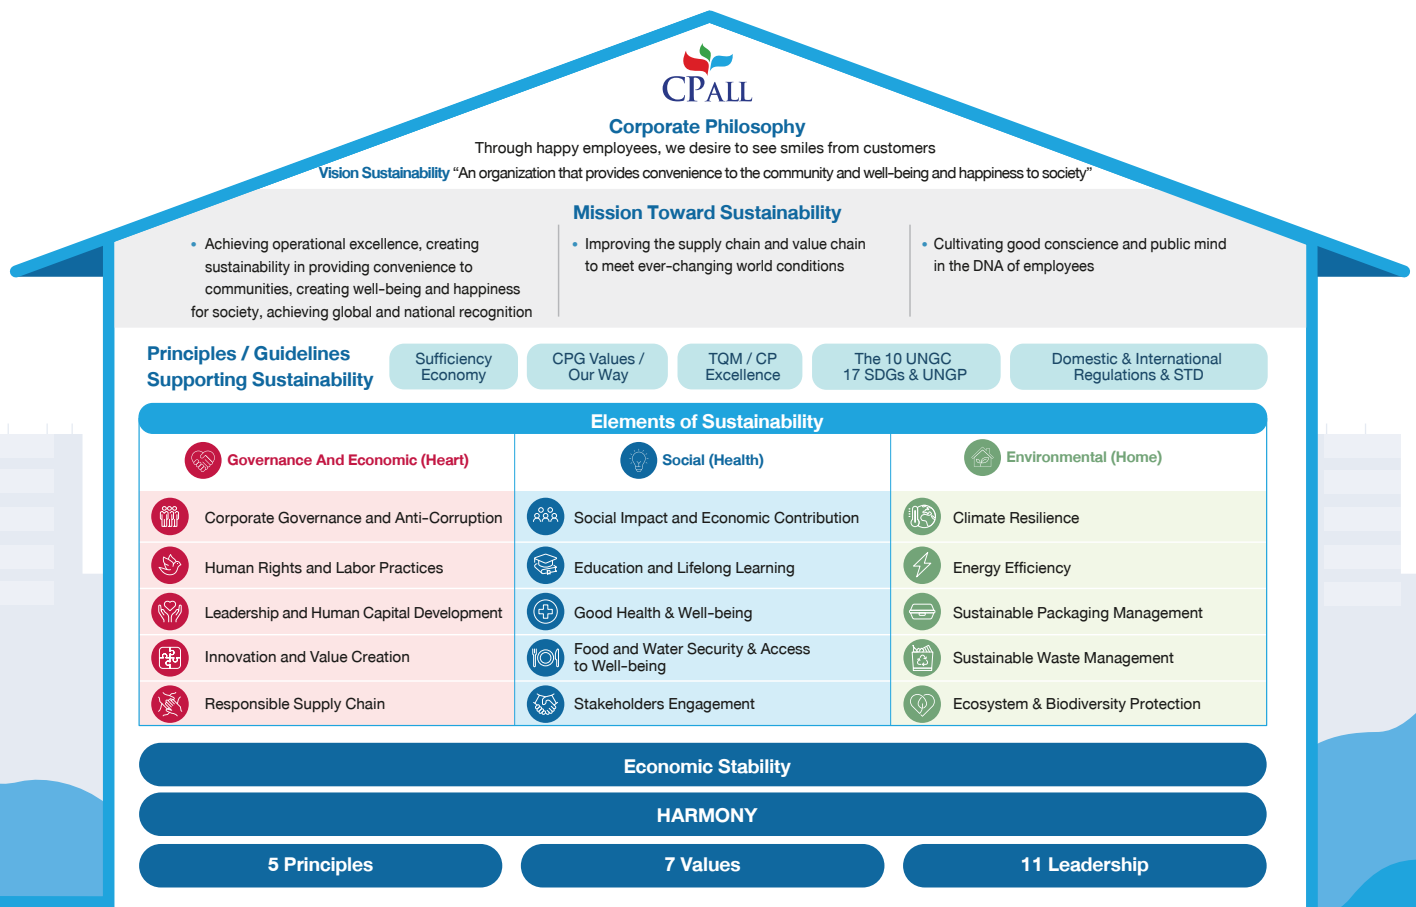 CPALL
Corporate Philosophy
Through happy employees, we desire to see smiles from customers
Vision Sustainability “An organization that provides convenience to the community and well-being and happiness to society”
Mission Toward Sustainability
• Achieving operational excellence, creating
sustainability in providing convenience to
communities, creating well-being and happiness
for society, achieving global and national recognition
• Improving the supply chain and value chain
to meet ever-changing world conditions
• Cultivating good conscience and public mind
in the DNA of employees
Principles / Guidelines
Supporting Sustainability
Sufficiency
Economy
CPG Values /
Our Way
TQM / CP
Excellence
The 10 UNGC
17 SDGs & UNGP
Domestic & International
Regulations & STD
Elements of Sustainability
Governance And Economic (Heart)
Corporate Governance and Anti-Corruption
Human Rights and Labor Practices
Leadership and Human Capital Development
Innovation and Value Creation
Responsible Supply Chain
Social (Health)
Social Impact and Economic Contribution
Education and Lifelong Learning
Good Health & Well-being
Food and Water Security & Access
to Well-being
Stakeholders Engagement
Environmental (Home)
Climate Resilience
Energy Efficiency
Sustainable Packaging Management
Sustainable Waste Management
Ecosystem & Biodiversity Protection
Economic Stability
HARMONY
5 Principles
7 Values
11 Leadership